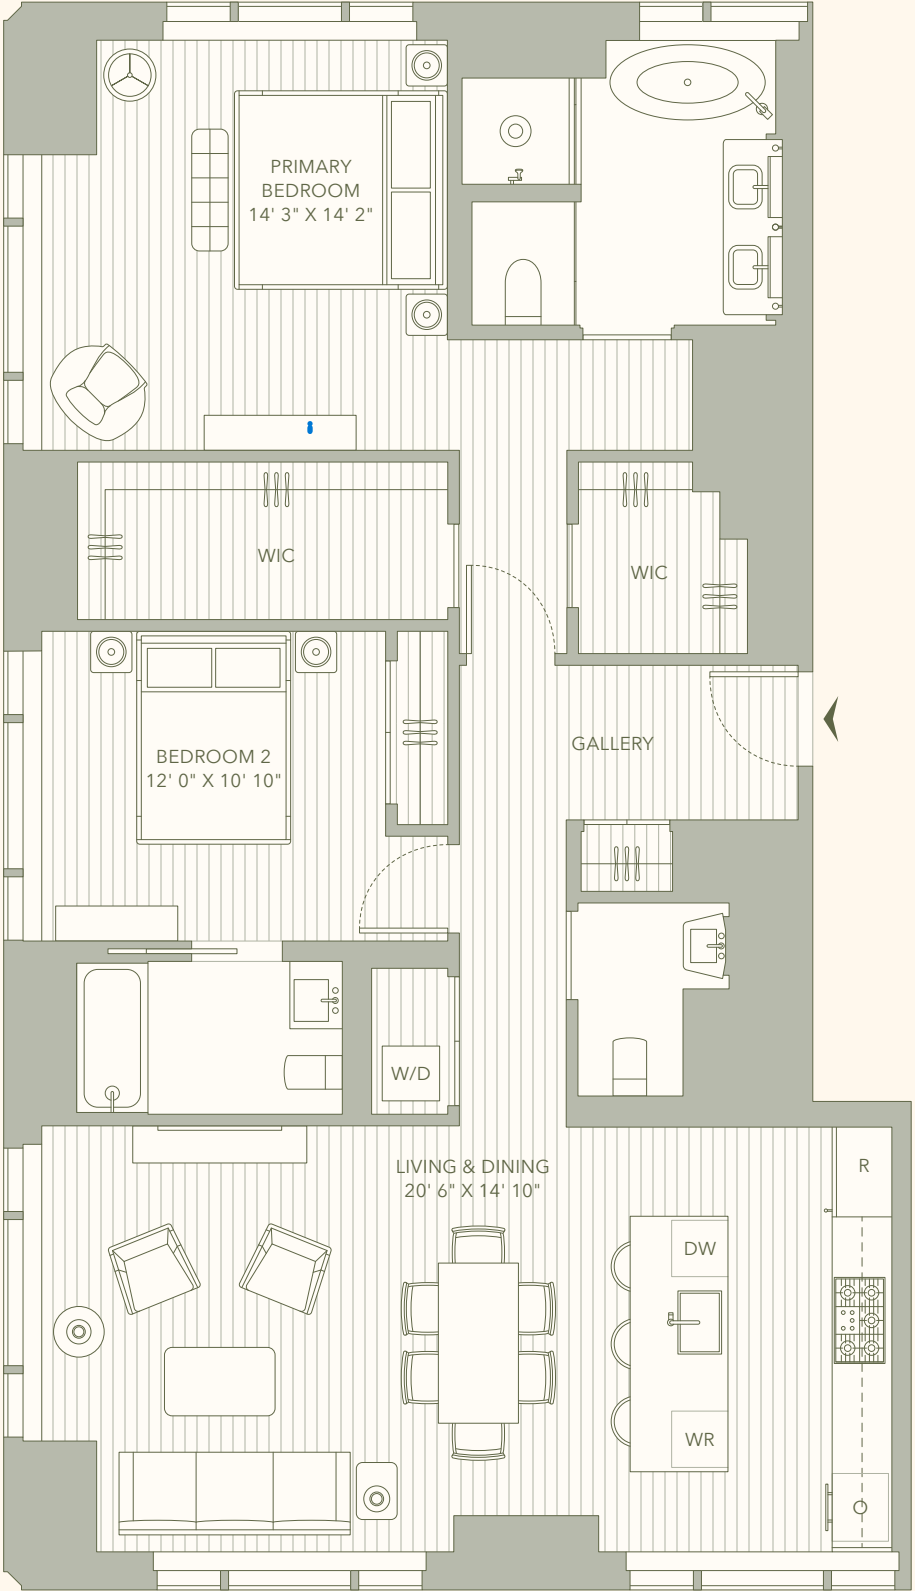 PRIMARY
BEDROOM
14' 3" X 14' 2"
WIC
WIC
GALLERY
BEDROOM 2
12' 0" X 10' 10"
W/D
LIVING & DINING
20' 6" X 14' 10"
R
DW
WR